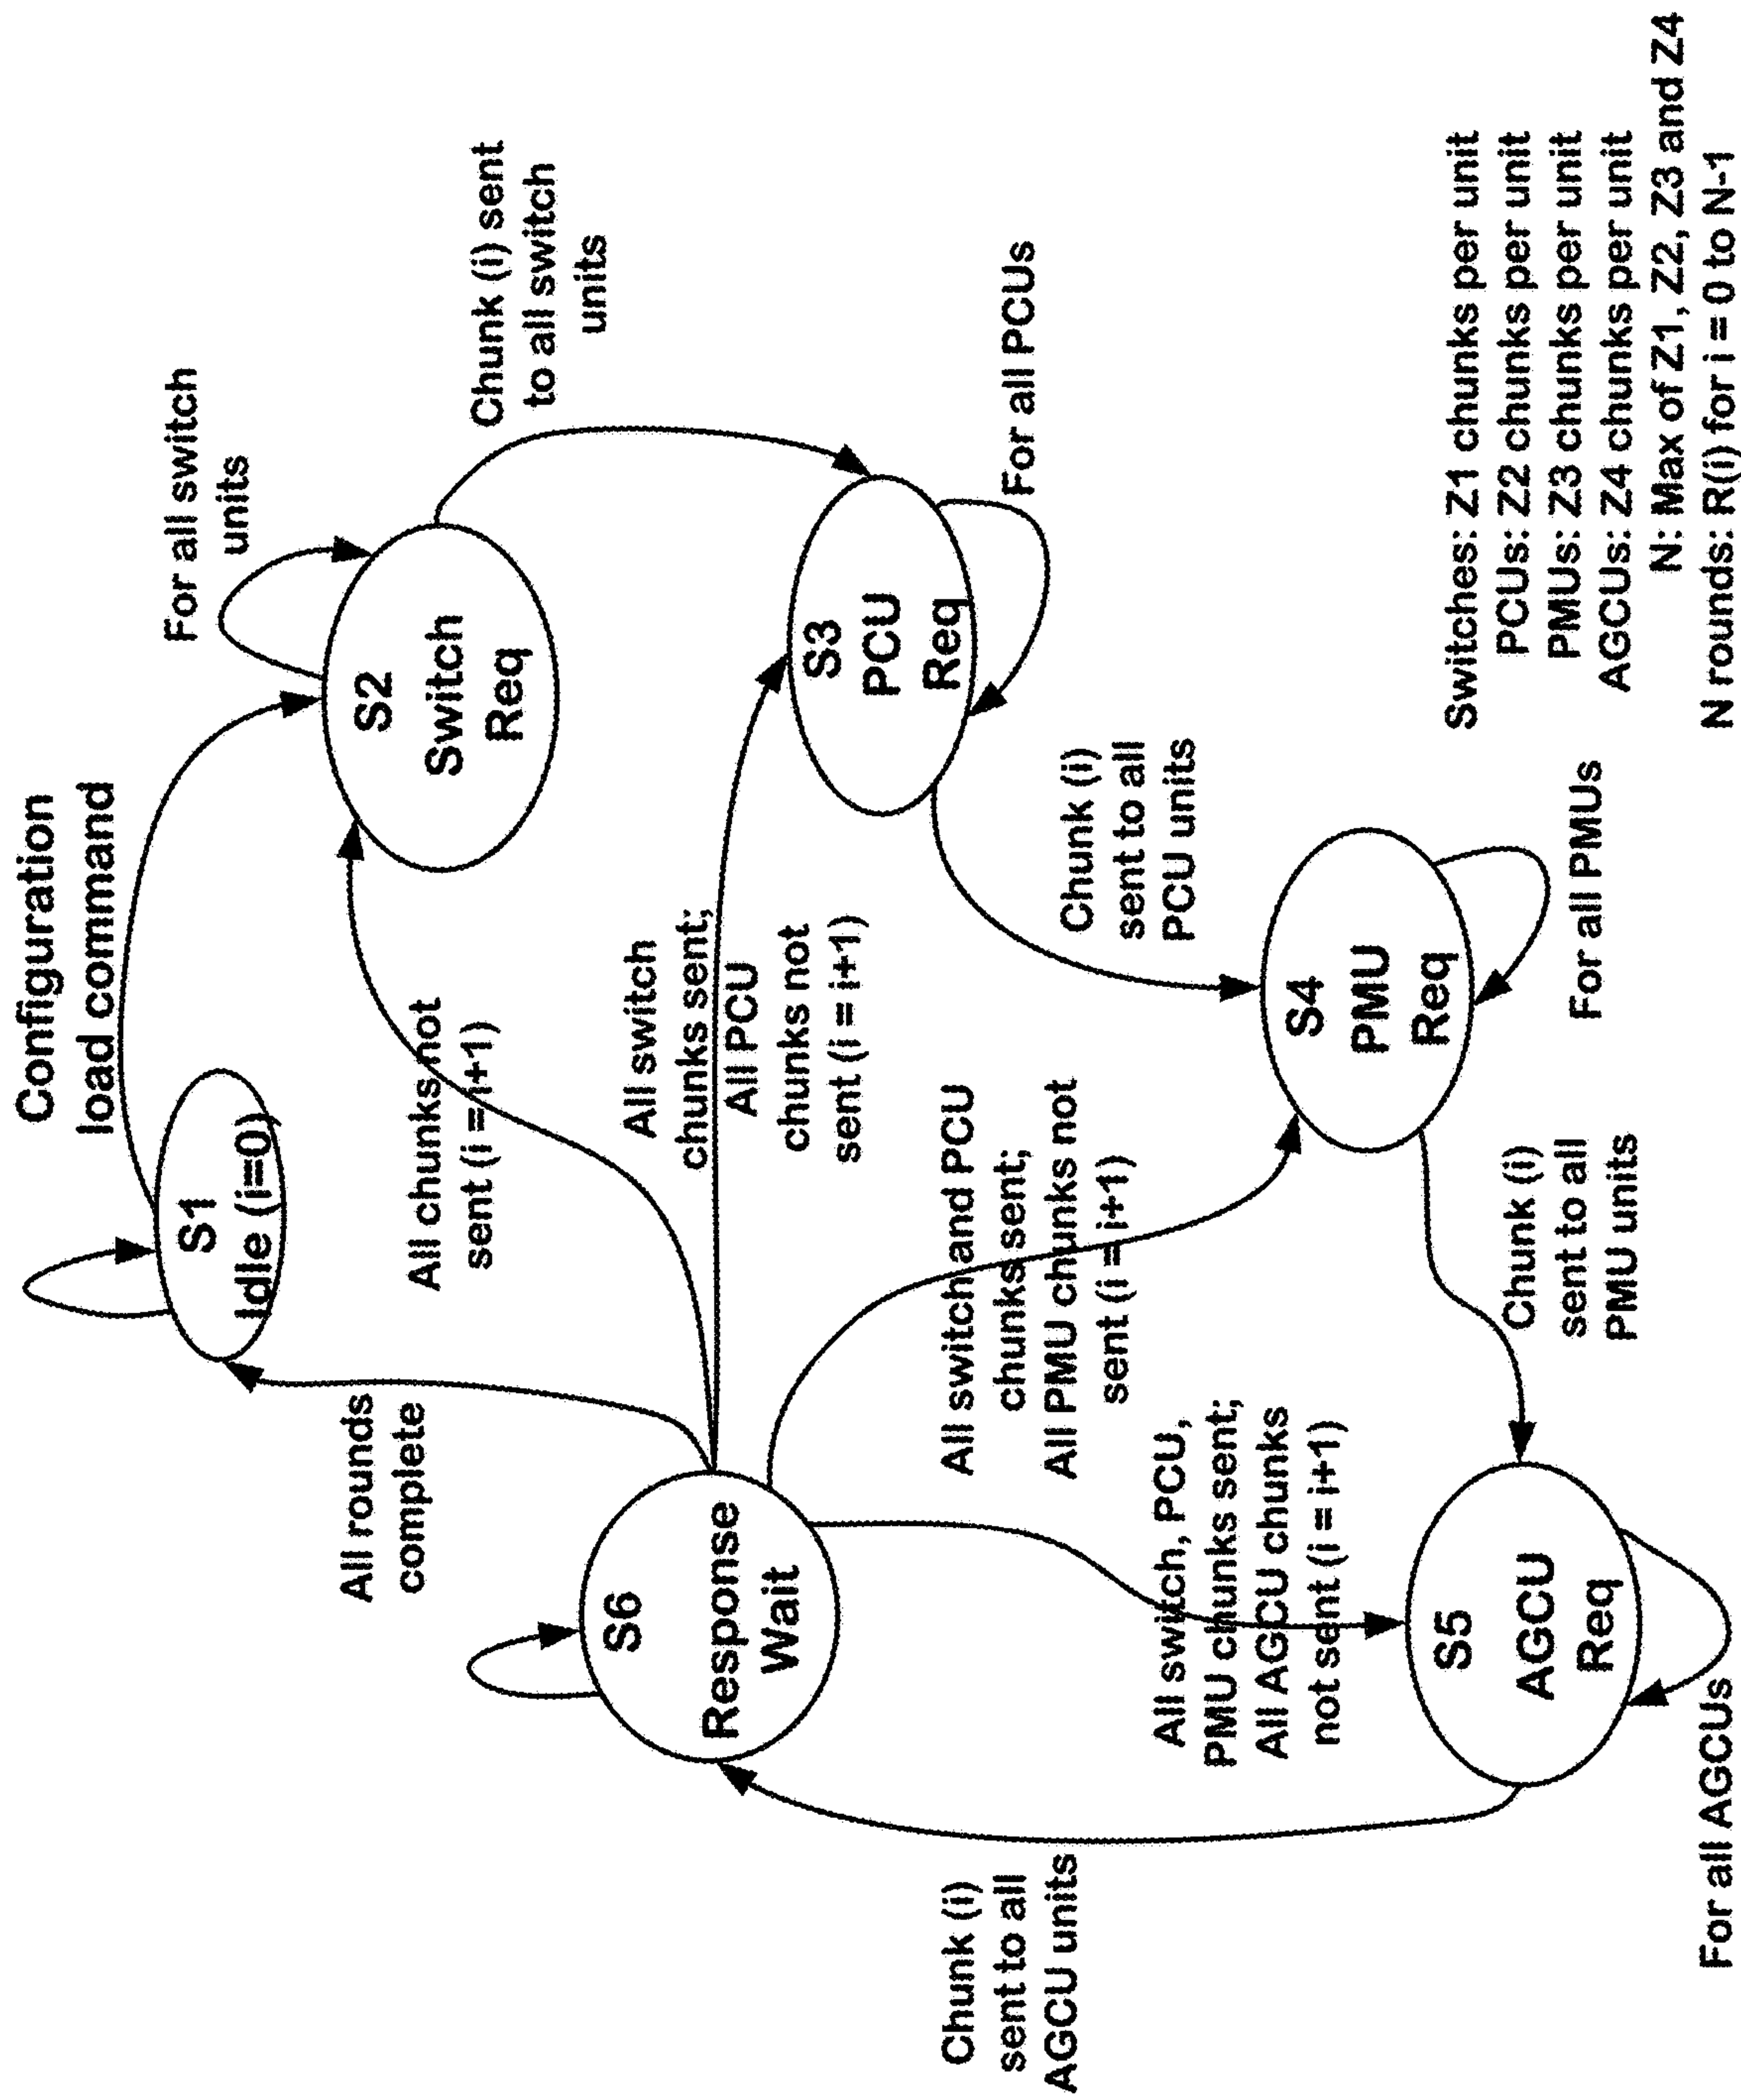 Configuration
load command
For all switch
units
S1
Idle (i=0)
S2
Switch
Req
Chunk (i) sent
to all switch
units
All rounds
complete
All chunks not
sent (i = i+1)
S6
Response
Wait
All switch
chunks sent;
All PCU
chunks not
sent (i = i+1)
S3
PCU
Req
For all PCUs
All switch and PCU
chunks sent;
All PMU chunks not
sent (i = i+1)
Chunk (i)
sent to all
PCU units
Chunk (i)
sent to all
AGCU units
All switch, PCU,
PMU chunks sent;
All AGCU chunks
not sent (i = i+1)
S4
PMU
Req
For all PMUs
S5
AGCU
Req
Chunk (i)
sent to all
PMU units
For all AGCUs
Switches: Z1 chunks per unit
PCUs: Z2 chunks per unit
PMUs: Z3 chunks per unit
AGCUs: Z4 chunks per unit
N: Max of Z1, Z2, Z3 and Z4
N rounds: R(i) for i = 0 to N-1